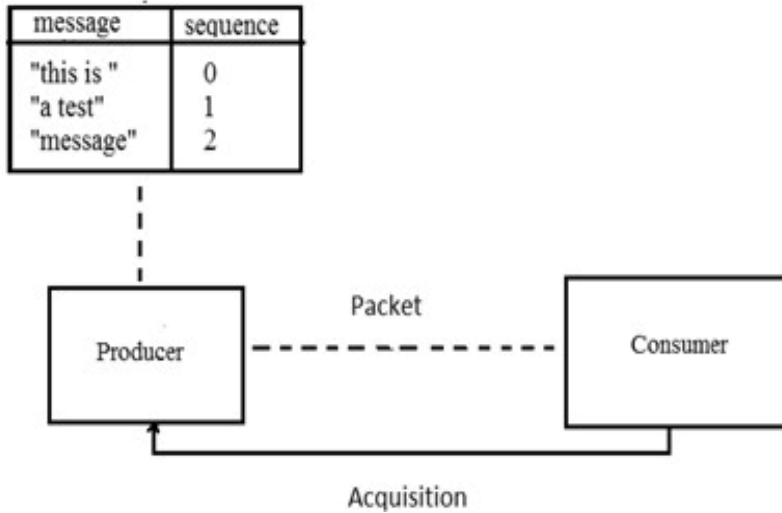 message sequence
"this is " 0
"a test" 1
"message" 2
Packet
Producer
Consumer
Acquisition